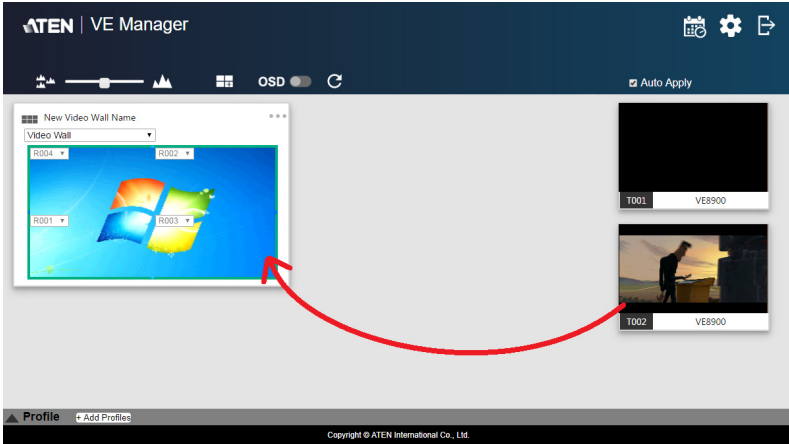 ATEN | VE Manager
OSD
Auto Apply
New Video Wall Name
Video Wall
R004
R002
R001
R003
T001 VE8900
T002 VE8900
Profile + Add Profiles
Copyright © ATEN International Co., Ltd.